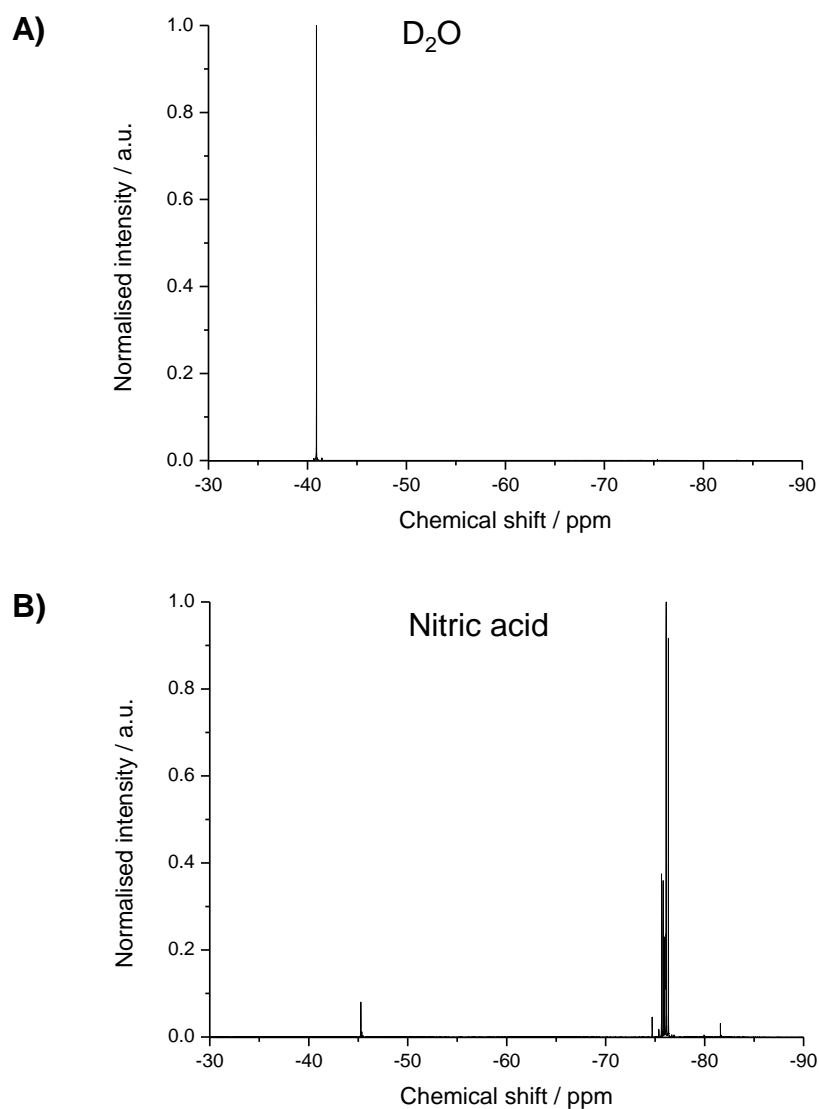 A)
D₂O
Normalised intensity / a.u.
1.0
0.8
0.6
0.4
0.2
0.0
-30 -40 -50 -60 -70 -80 -90
Chemical shift / ppm
B)
Nitric acid
Normalised intensity / a.u.
1.0
0.8
0.6
0.4
0.2
0.0
-30 -40 -50 -60 -70 -80 -90
Chemical shift / ppm